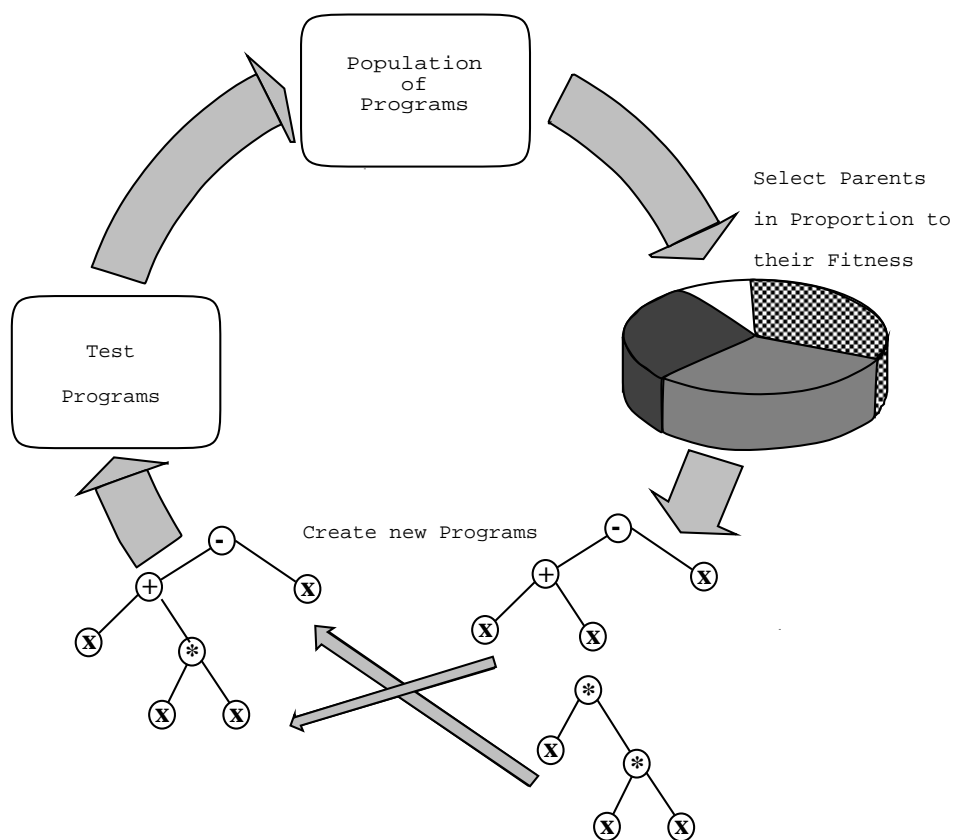 Population
of
Programs
Select Parents
in Proportion to
their Fitness
Test
Programs
Create new Programs
-
+
x
x
*
x
x
-
+
x
x
x
*
x
*
x
x